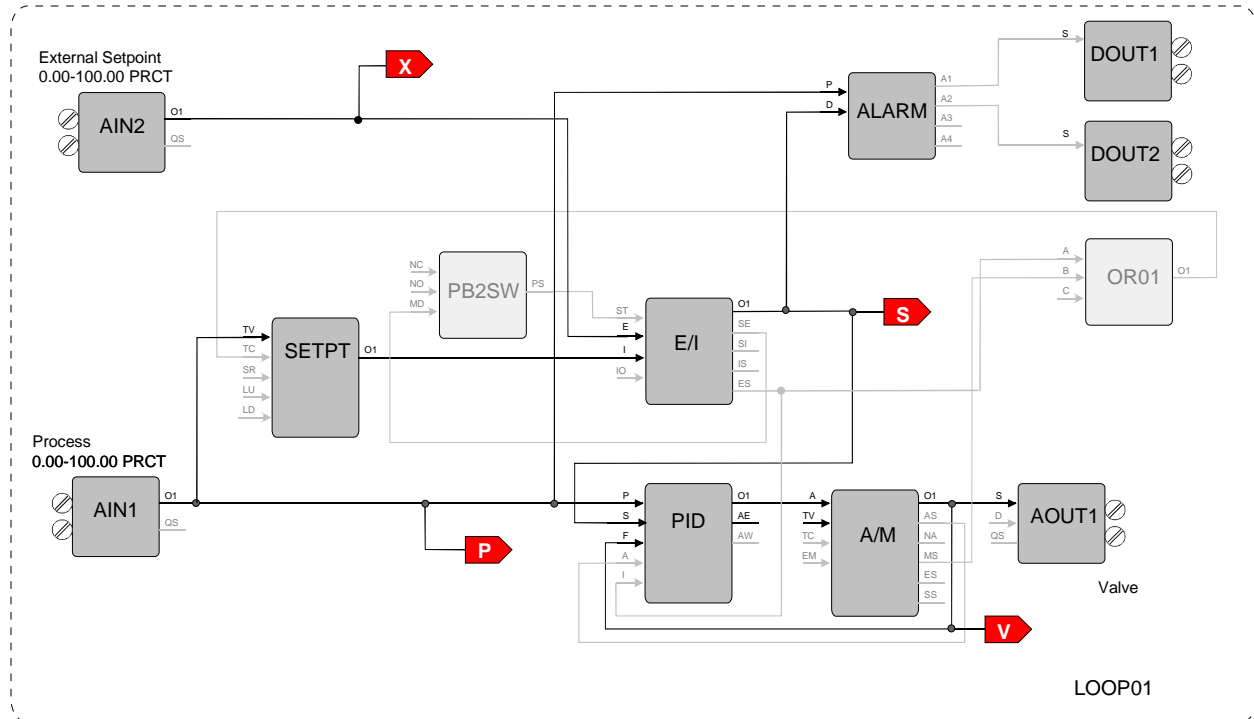 External Setpoint
0.00-100.00 PRCT
AIN2
O1
QS
X
P
D
ALARM
A1
A2
A3
A4
S
DOUT1
S
DOUT2
NC
NO
MD
PB2SW
PS
A
B
C
OR01
O1
TV
TC
SR
LU
LD
SETPT
O1
ST
E
I
IO
E/I
O1
SE
SI
IS
ES
S
Process
0.00-100.00 PRCT
AIN1
O1
QS
P
P
S
F
A
I
PID
O1
AE
AW
A
TV
TC
EM
A/M
O1
AS
NA
MS
ES
SS
S
D
QS
AOUT1
Valve
V
LOOP01